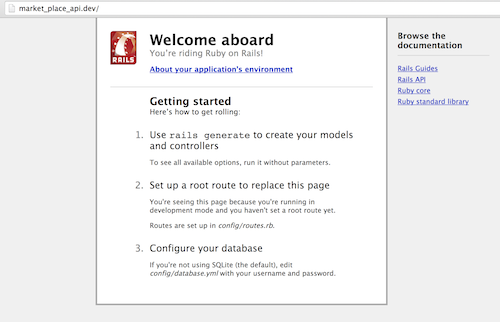 market_place_api.dev/
RAILS
Welcome aboard
You're riding Ruby on Rails!
About your application's environment
Getting started
Here's how to get rolling:
1. Use rails generate to create your models
and controllers
To see all available options, run it without parameters.
2. Set up a root route to replace this page
You're seeing this page because you're running in
development mode and you haven't set a root route yet.
Routes are set up in config/routes.rb.
3. Configure your database
If you're not using SQLite (the default), edit
config/database.yml with your username and password.
Browse the
documentation
Rails Guides
Rails API
Ruby core
Ruby standard library